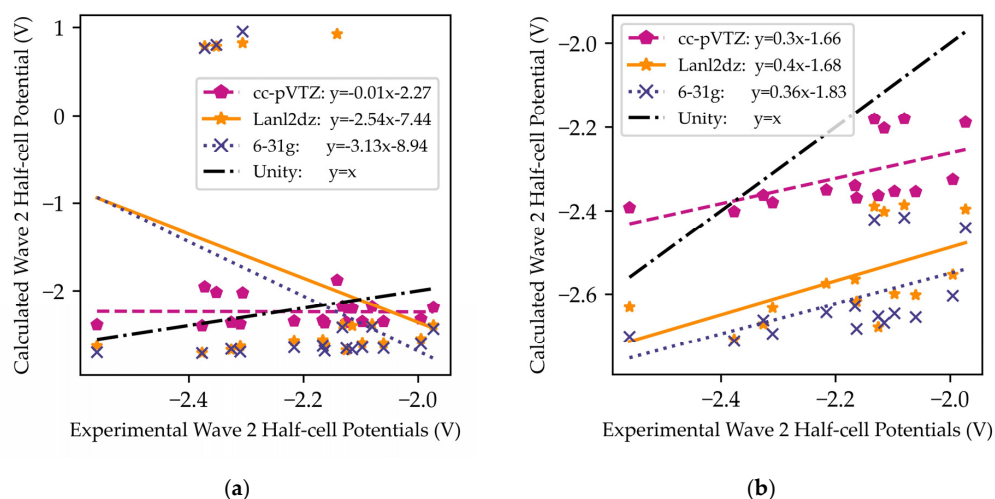 Calculated Wave 2 Half-cell Potential (V)
1
0
−1
−2
cc-pVTZ: y=-0.01x-2.27
Lanl2dz: y=-2.54x-7.44
6-31g: y=-3.13x-8.94
Unity: y=x
−2.4 −2.2 −2.0
Experimental Wave 2 Half-cell Potentials (V)
(a)
Calculated Wave 2 Half-cell Potential (V)
−2.0
−2.2
−2.4
−2.6
cc-pVTZ: y=0.3x-1.66
Lanl2dz: y=0.4x-1.68
6-31g: y=0.36x-1.83
Unity: y=x
−2.4 −2.2 −2.0
Experimental Wave 2 Half-cell Potentials (V)
(b)